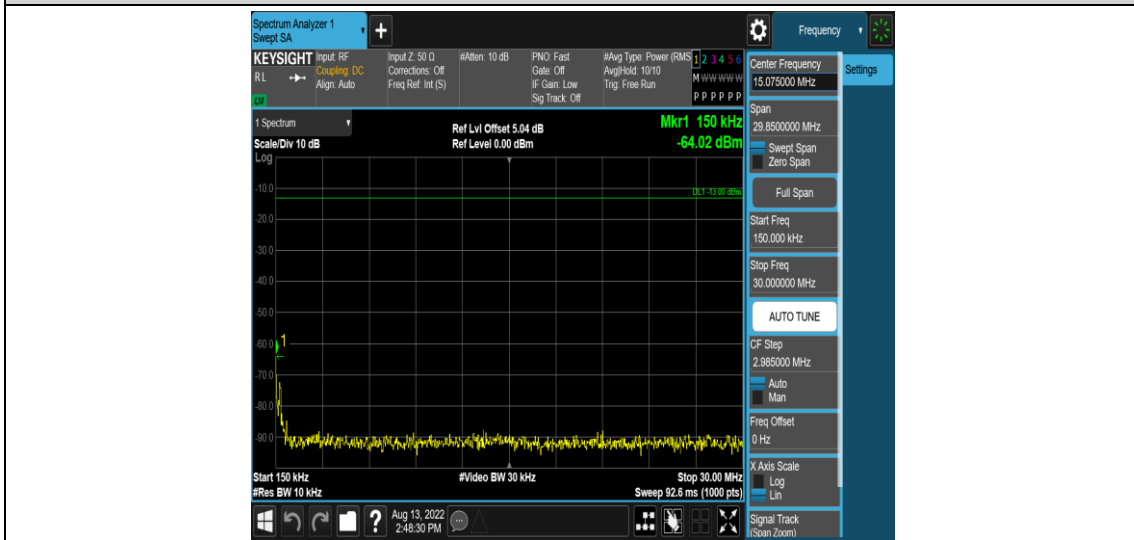 Spectrum Analyzer 1
Swept SA
+
Frequency
KEYSIGHT
RL
LXI
Input: RF
Coupling: DC
Align: Auto
Input Z: 50 Ω
Corrections: Off
Freq Ref: Int (S)
#Atten: 10 dB
PNO: Fast
Gate: Off
IF Gain: Low
Sig Track: Off
#Avg Type: Power (RMS
Avg|Hold: 10/10
Trig: Free Run
1 2 3 4 5 6
M W W W W W
P P P P P P
1 Spectrum
Scale/Div 10 dB
Log
Ref Lvl Offset 5.04 dB
Ref Level 0.00 dBm
Mkr1 150 kHz
-64.02 dBm
DL1 -13.00 dBm
-10.0
-20.0
-30.0
-40.0
-50.0
-60.0
-70.0
-80.0
-90.0
1
Start 150 kHz
#Res BW 10 kHz
#Video BW 30 kHz
Stop 30.00 MHz
Sweep 92.6 ms (1000 pts)
Center Frequency
15.075000 MHz
Settings
Span
29.8500000 MHz
Swept Span
Zero Span
Full Span
Start Freq
150.000 kHz
Stop Freq
30.000000 MHz
AUTO TUNE
CF Step
2.985000 MHz
Auto
Man
Freq Offset
0 Hz
X Axis Scale
Log
Lin
Signal Track
(Span Zoom)
?
Aug 13, 2022
2:48:30 PM